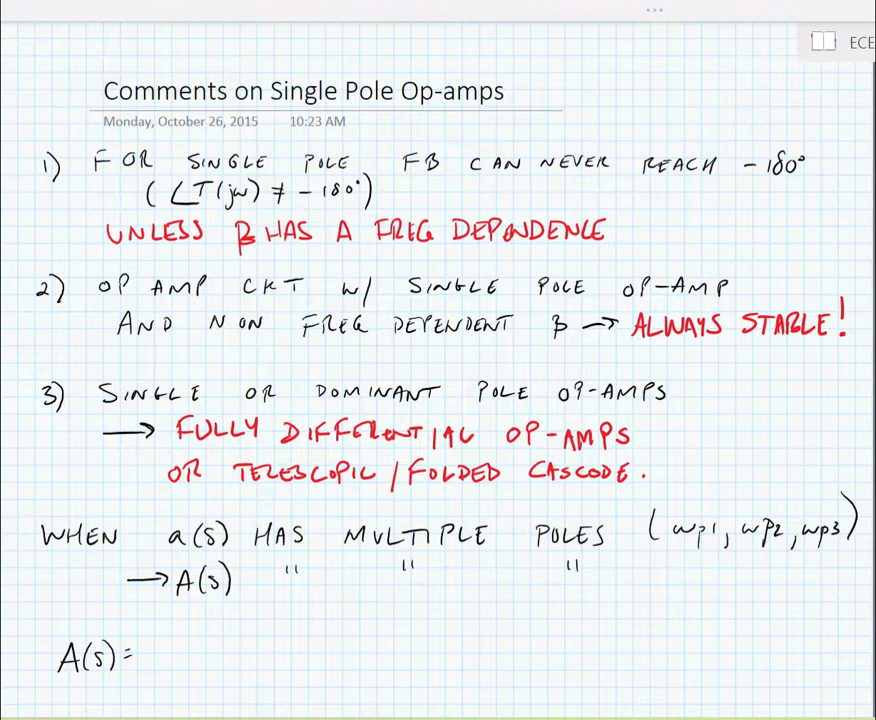 ECE
Comments on Single Pole Op-amps
Monday, October 26, 2015 10:23 AM
1) FOR SINGLE POLE FB CAN NEVER REACH -180°
(∠T(jω) ≠ -180°)
UNLESS β HAS A FREQ DEPENDENCE
2) OP AMP CKT W/ SINGLE POLE OP-AMP
AND NON FREQ DEPENDENT β → ALWAYS STABLE!
3) SINGLE OR DOMINANT POLE OP-AMPS
→ FULLY DIFFERENTIAL OP-AMPS
OR TELESCOPIC/FOLDED CASCODE.
WHEN a(s) HAS MULTIPLE POLES (wp1, wp2, wp3)
→ A(s) " " "
A(s) =